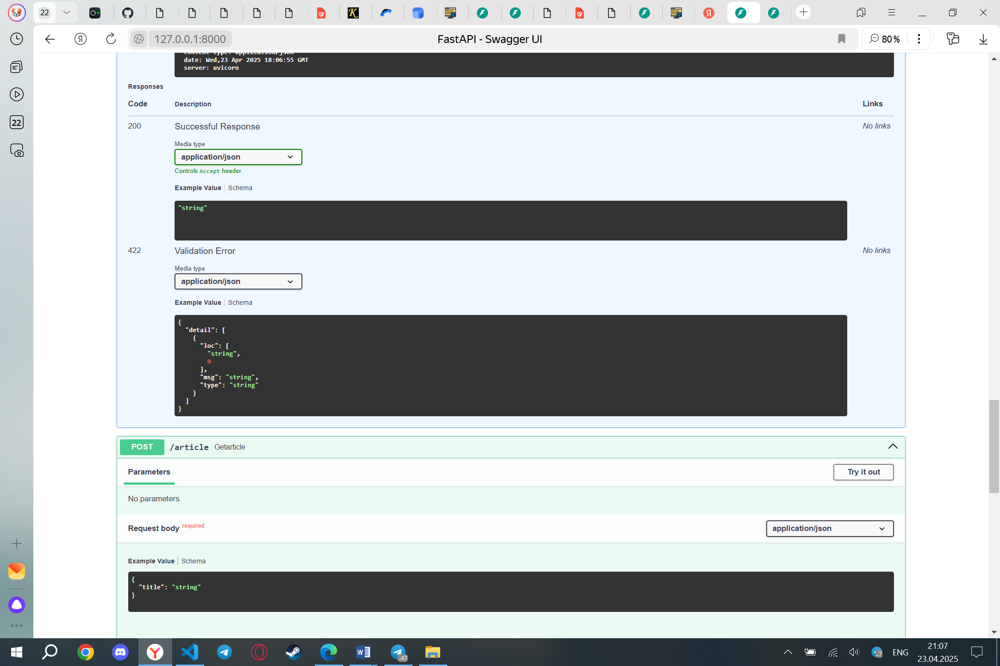 22
127.0.0.1:8000
FastAPI - Swagger UI
80%
22
content-type: application/json
date: Wed,23 Apr 2025 18:06:55 GMT
server: uvicorn
Responses
Code Description Links
200 Successful Response No links
Media type
application/json
Controls Accept header.
Example Value Schema
"string"
422 Validation Error No links
Media type
application/json
Example Value Schema
{
"detail": [
{
"loc": [
"string",
0
],
"msg": "string",
"type": "string"
}
]
}
POST /article Getarticle
Parameters Try it out
No parameters
Request body required application/json
Example Value Schema
{
"title": "string"
}
..47
..7
ENG
21:07
23.04.2025